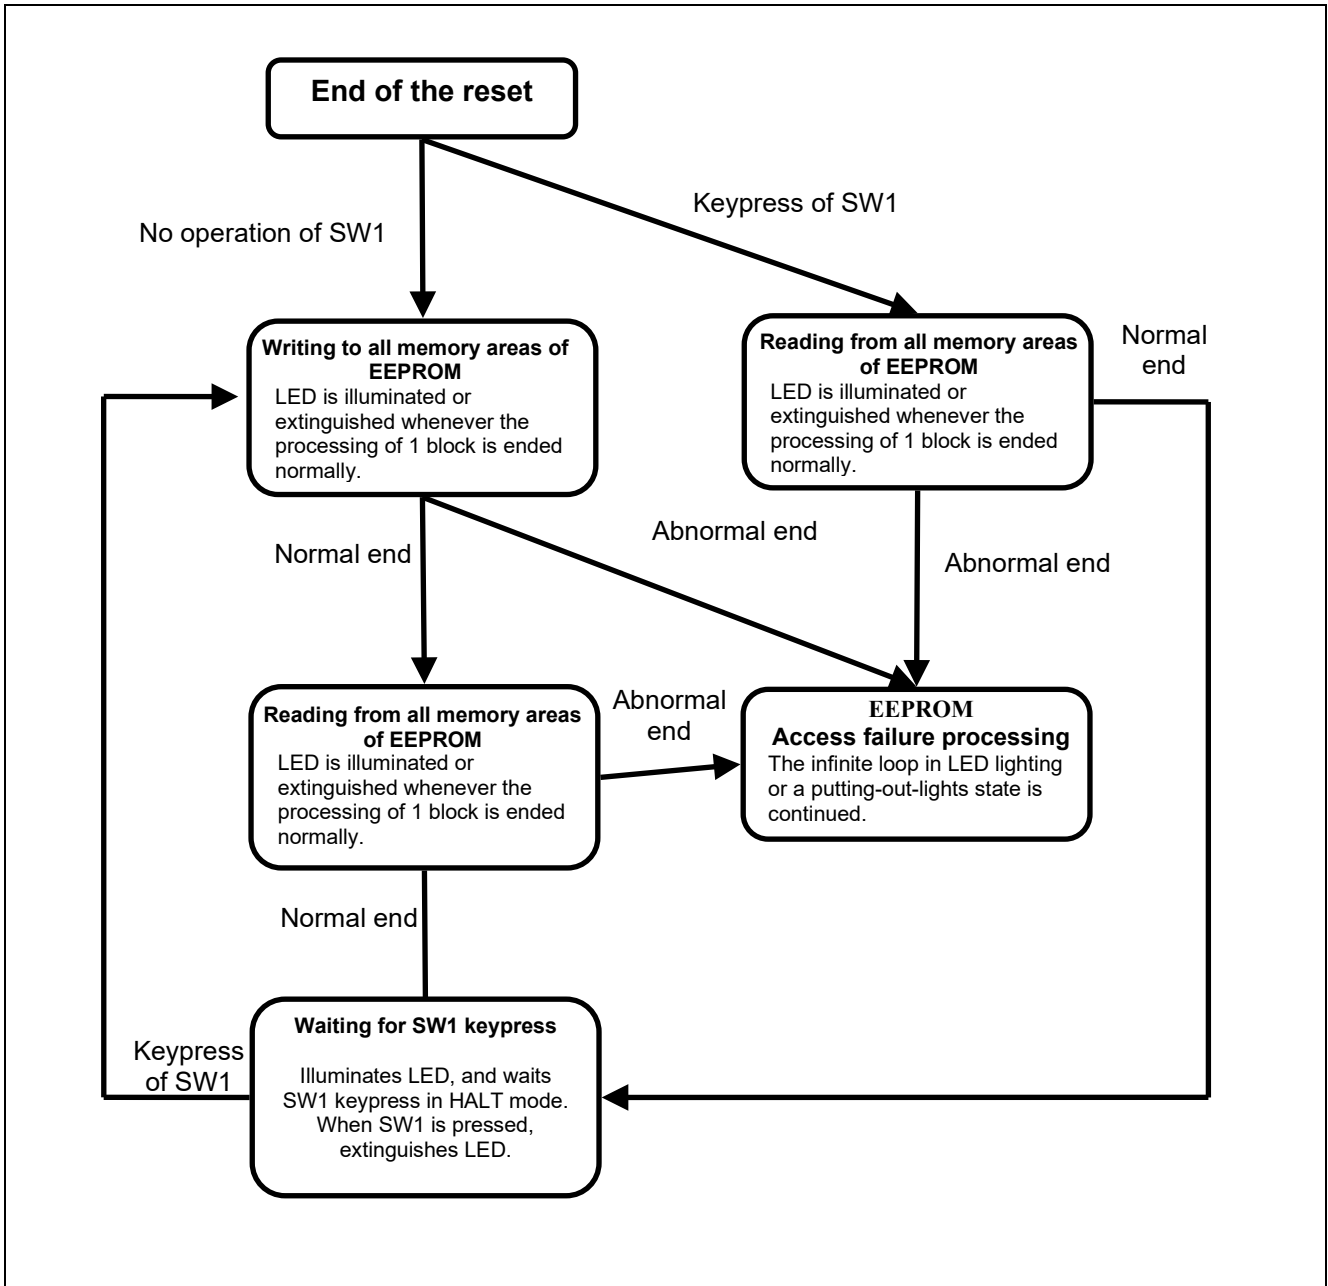 End of the reset
Keypress of SW1
No operation of SW1
Writing to all memory areas of
EEPROM
LED is illuminated or
extinguished whenever the
processing of 1 block is ended
normally.
Reading from all memory areas
of EEPROM
LED is illuminated or
extinguished whenever the
processing of 1 block is ended
normally.
Normal
end
Normal end
Abnormal end
Abnormal end
Reading from all memory areas
of EEPROM
LED is illuminated or
extinguished whenever the
processing of 1 block is ended
normally.
Abnormal
end
EEPROM
Access failure processing
The infinite loop in LED lighting
or a putting-out-lights state is
continued.
Normal end
Keypress
of SW1
Waiting for SW1 keypress
Illuminates LED, and waits
SW1 keypress in HALT mode.
When SW1 is pressed,
extinguishes LED.